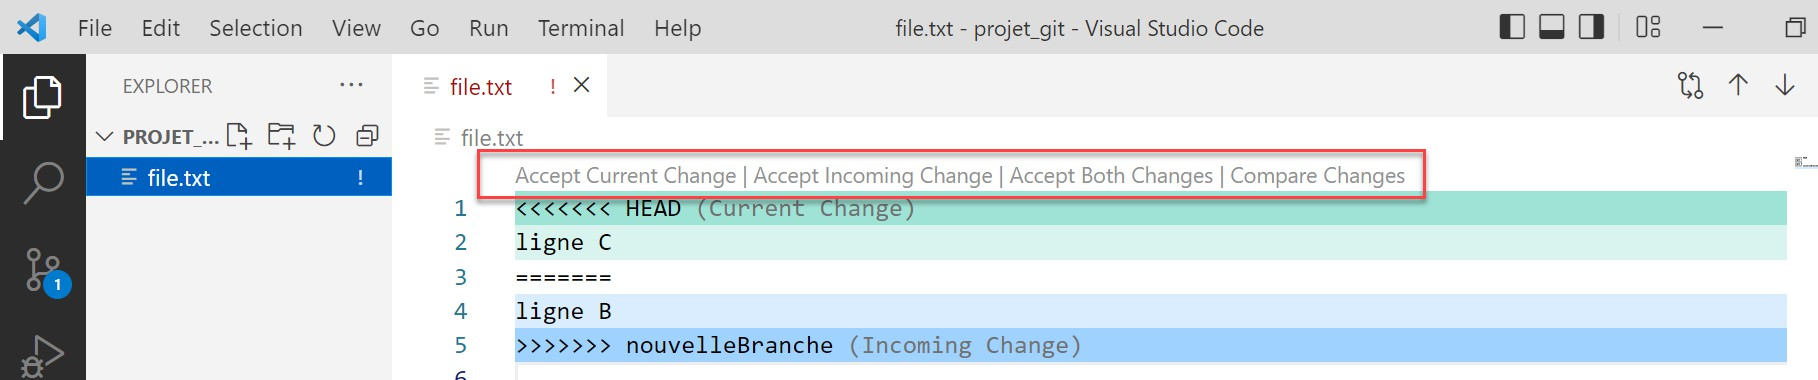 File Edit Selection View Go Run Terminal Help file.txt - projet_git - Visual Studio Code
EXPLORER
PROJET_...
file.txt !
1
file.txt !
file.txt
Accept Current Change | Accept Incoming Change | Accept Both Changes | Compare Changes
1 <<<<<<< HEAD (Current Change)
2 ligne C
3 =======
4 ligne B
5 >>>>>>> nouvelleBranche (Incoming Change)
6